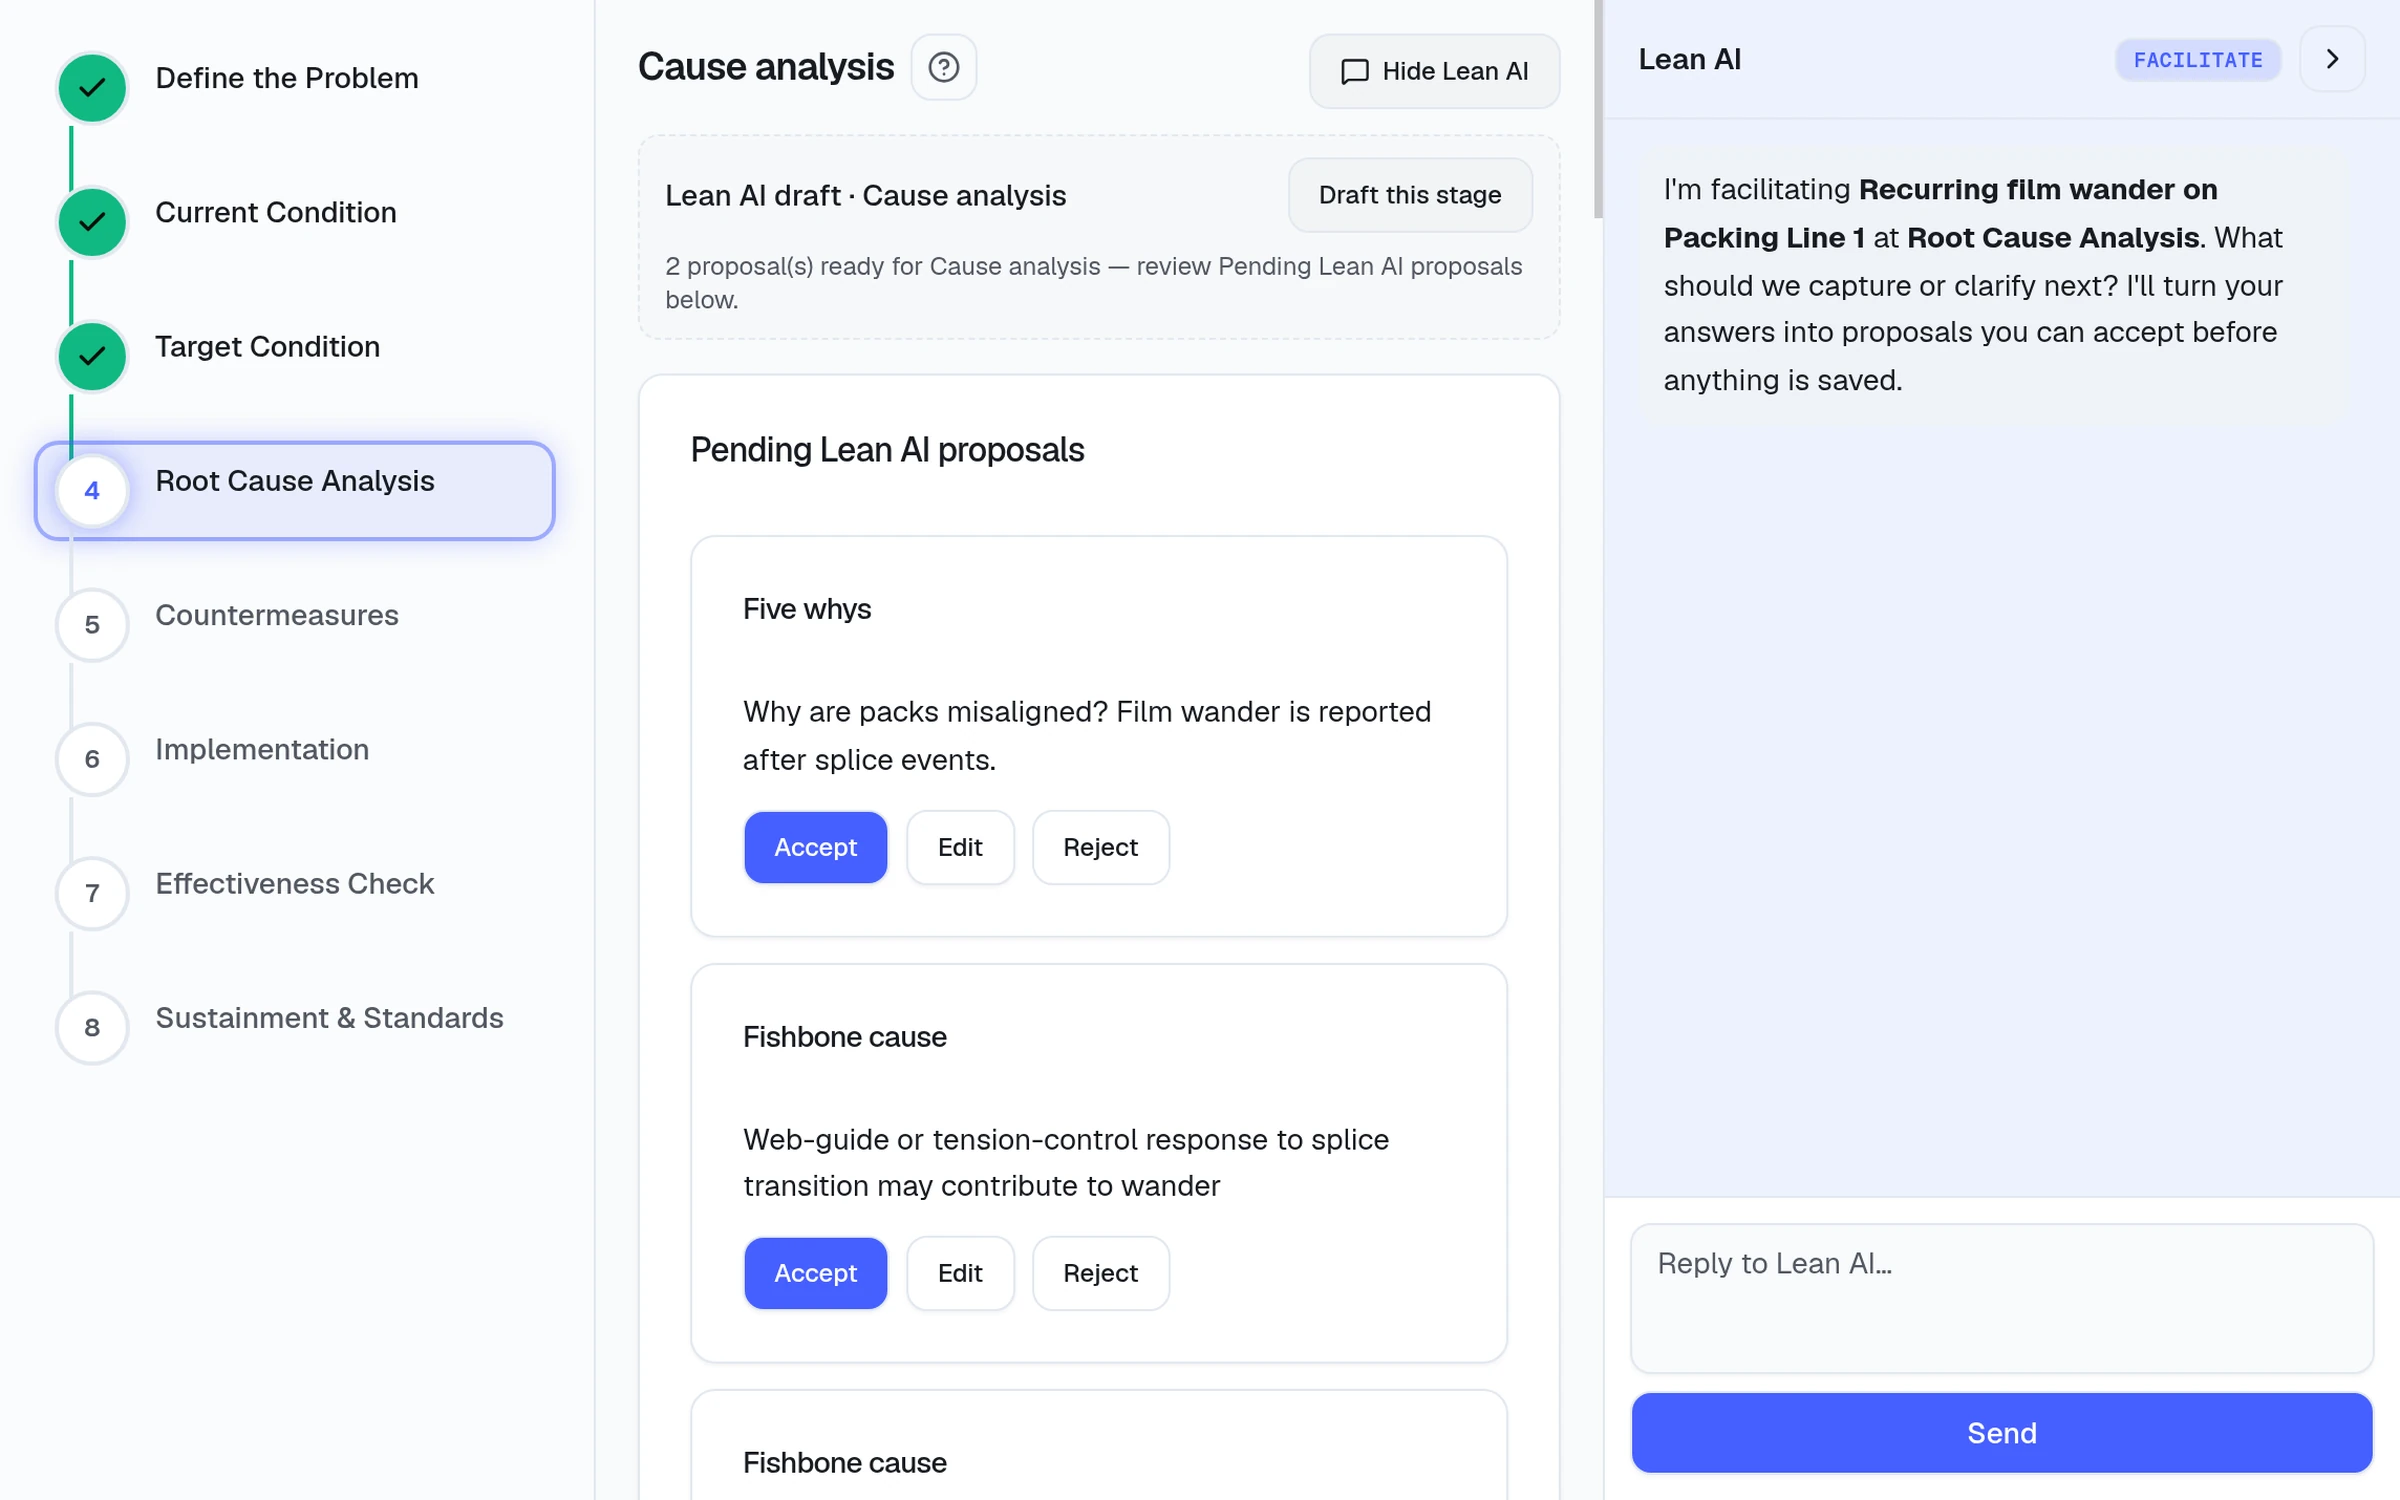 Define the Problem
Current Condition
Target Condition
4
Root Cause Analysis
5
Countermeasures
6
Implementation
7
Effectiveness Check
8
Sustainment & Standards
Cause analysis
Hide Lean AI
Lean AI draft · Cause analysis
Draft this stage
2 proposal(s) ready for Cause analysis — review Pending Lean AI proposals
below.
Pending Lean AI proposals
Five whys
Why are packs misaligned? Film wander is reported
after splice events.
Accept
Edit
Reject
Fishbone cause
Web-guide or tension-control response to splice
transition may contribute to wander
Accept
Edit
Reject
Fishbone cause
Lean AI
FACILITATE
I'm facilitating Recurring film wander on
Packing Line 1 at Root Cause Analysis. What
should we capture or clarify next? I'll turn your
answers into proposals you can accept before
anything is saved.
Reply to Lean AI...
Send